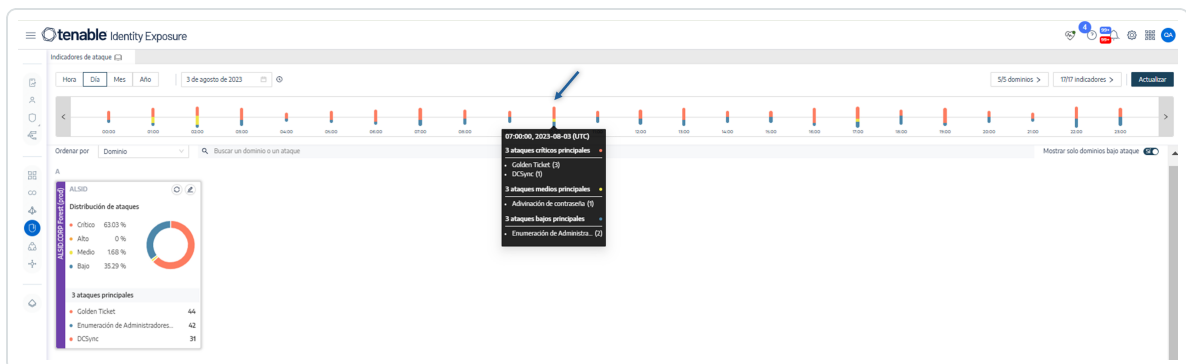 tenable Identity Exposure
4
99+
99+
QA
Indicadores de ataque
Hora Día Mes Año 3 de agosto de 2023 5/5 dominios > 17/17 indicadores > Actualizar
00:00 01:00 02:00 03:00 04:00 05:00 06:00 07:00 08:00 12:00 13:00 14:00 15:00 16:00 17:00 18:00 19:00 20:00 21:00 22:00 23:00
07:00:00, 2023-08-03 (UTC)
3 ataques críticos principales
Golden Ticket (3)
DCSync (1)
3 ataques medios principales
Adivinación de contraseña (1)
3 ataques bajos principales
Enumeración de Administra... (2)
Ordenar por Dominio Buscar un dominio o un ataque Mostrar solo dominios bajo ataque
A
ALSID.CORP Forest (prod)
ALSID
Distribución de ataques
Crítico 63.03 %
Alto 0 %
Medio 1.68 %
Bajo 35.29 %
3 ataques principales
Golden Ticket 44
Enumeración de Administradores... 42
DCSync 31